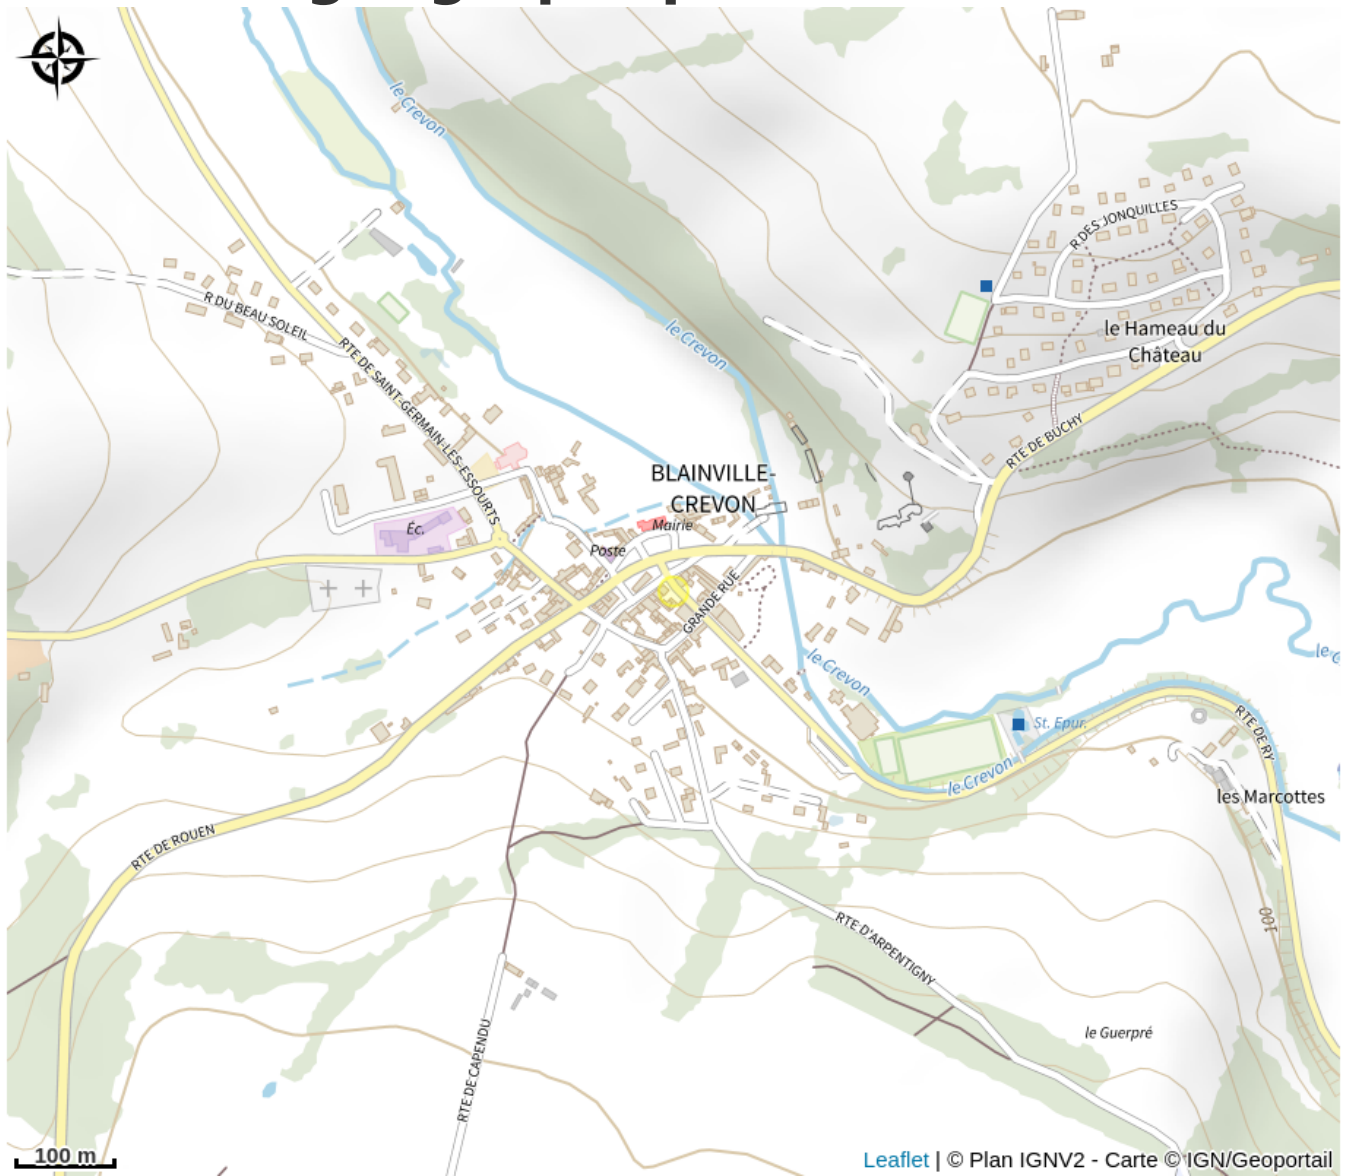 le Crevon
R DES JONQUILLES
R DU BEAU SOLEIL
le Crevon
le Hameau du
Château
RTE DE SAINT-GERMAIN-LES-ESSOURTS
RTE DE BUCHY
BLAINVILLE-
CREVON
Mairie
Éc.
Poste
GRANDE RUE
le Crevon
St. Epur.
RTE DE RY
le Crevon
les Marcottes
RTE DE ROUEN
100
RTE D'ARPENTIGNY
le Guerpré
RTE DE CAPENDU
100 m
Leaflet | © Plan IGNV2 - Carte © IGN/Geoportail